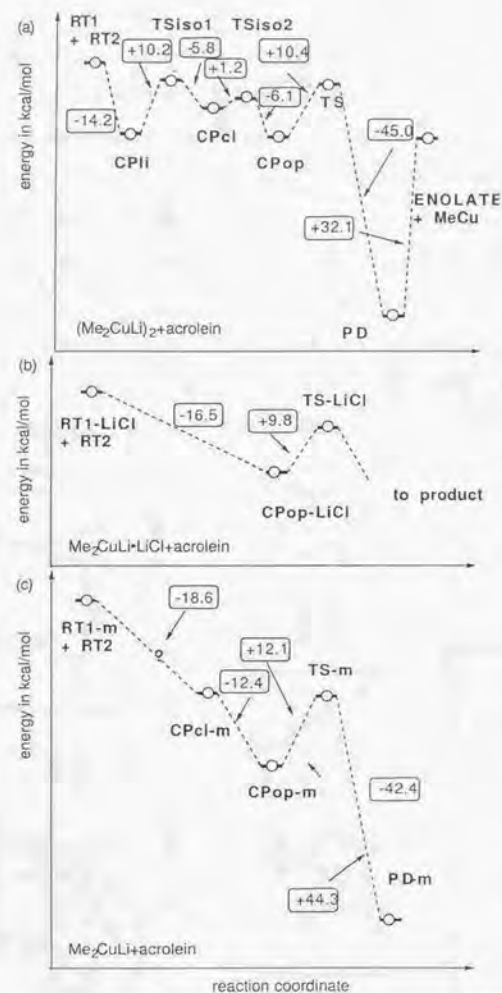 (a)
RT1
+ RT2
TSiso1
TSiso2
+10.2
-5.8
+1.2
+10.4
-6.1
TS
-14.2
CPli
CPcl
CPop
-45.0
+32.1
ENOLATE
+ MeCu
PD
(Me₂CuLi)₂+acrolein
energy in kcal/mol
(b)
RT1-LiCl
+ RT2
-16.5
+9.8
TS-LiCl
CPop-LiCl
to product
Me₂CuLi•LiCl+acrolein
energy in kcal/mol
(c)
RT1-m
+ RT2
-18.6
+12.1
TS-m
-12.4
CPcl-m
CPop-m
-42.4
+44.3
PD-m
Me₂CuLi+acrolein
energy in kcal/mol
reaction coordinate